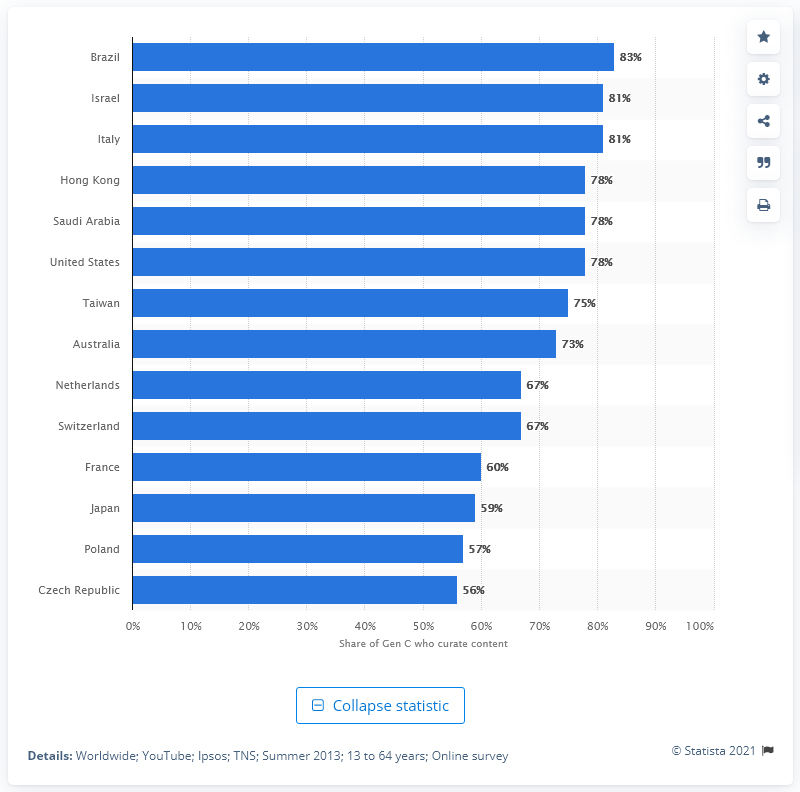 Brazil 83%
Israel 81%
Italy 81%
Hong Kong 78%
Saudi Arabia 78%
United States 78%
Taiwan 75%
Australia 73%
Netherlands 67%
Switzerland 67%
France 60%
Japan 59%
Poland 57%
Czech Republic 56%
0% 10% 20% 30% 40% 50% 60% 70% 80% 90% 100%
Share of Gen C who curate content
Collapse statistic
© Statista 2021
Details: Worldwide; YouTube; Ipsos; TNS; Summer 2013; 13 to 64 years; Online survey